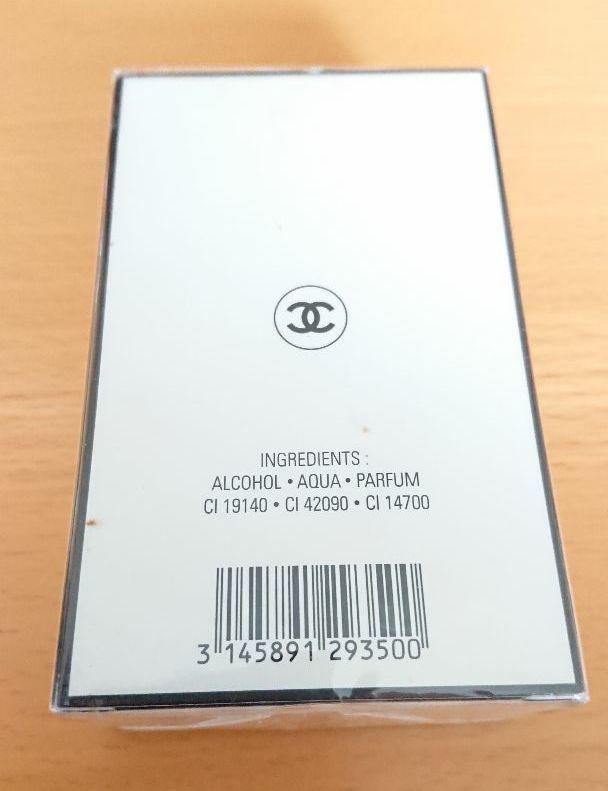 INGREDIENTS :
ALCOHOL • AQUA • PARFUM
CI 19140 • CI 42090 • CI 14700
3 145891 293500